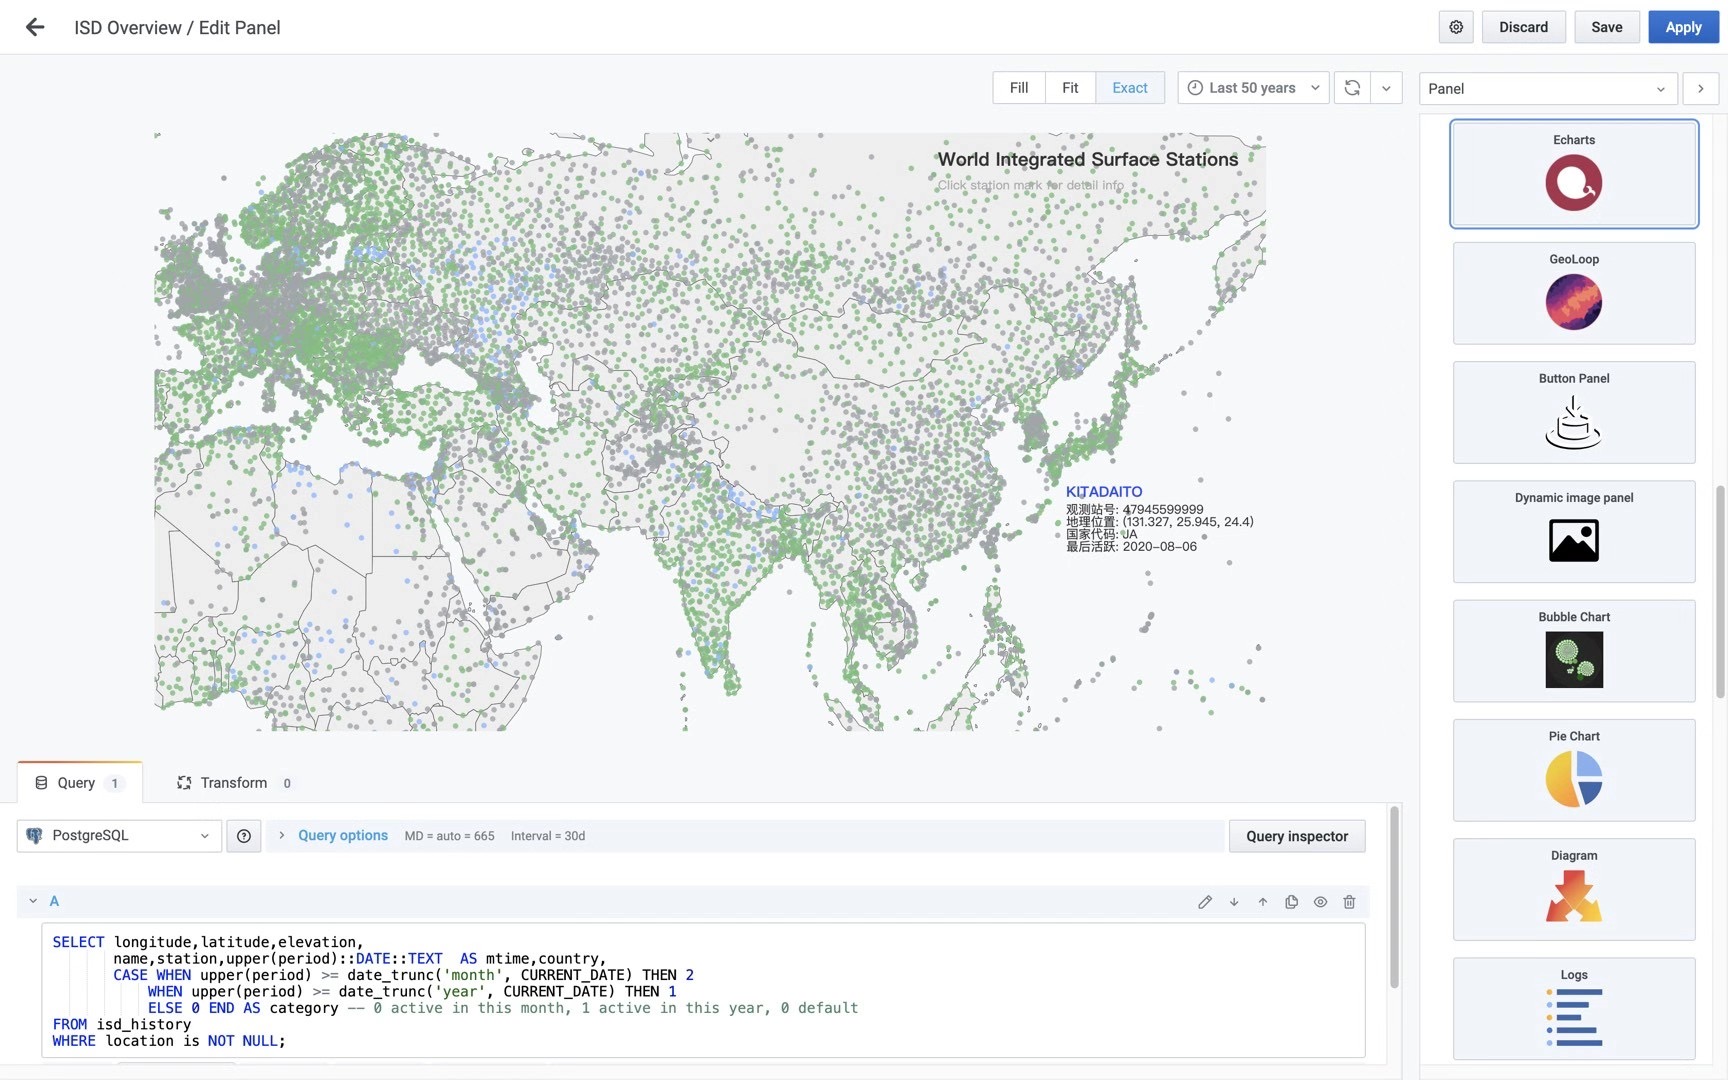 ISD Overview / Edit Panel
Discard
Save
Apply
Fill
Fit
Exact
Last 50 years
Panel
World Integrated Surface Stations
Click station mark for detail info
KITADAITO
观测站号: 47945599999
地理位置: (131.327, 25.945, 24.4)
国家代码: JA
最后活跃: 2020-08-06
Echarts
GeoLoop
Button Panel
Dynamic image panel
Bubble Chart
Pie Chart
Diagram
Logs
Query 1
Transform 0
PostgreSQL
Query options MD = auto = 665 Interval = 30d
Query inspector
A
SELECT longitude,latitude,elevation,
name,station,upper(period)::DATE::TEXT AS mtime,country,
CASE WHEN upper(period) >= date_trunc('month', CURRENT_DATE) THEN 2
WHEN upper(period) >= date_trunc('year', CURRENT_DATE) THEN 1
ELSE 0 END AS category -- 0 active in this month, 1 active in this year, 0 default
FROM isd_history
WHERE location is NOT NULL;